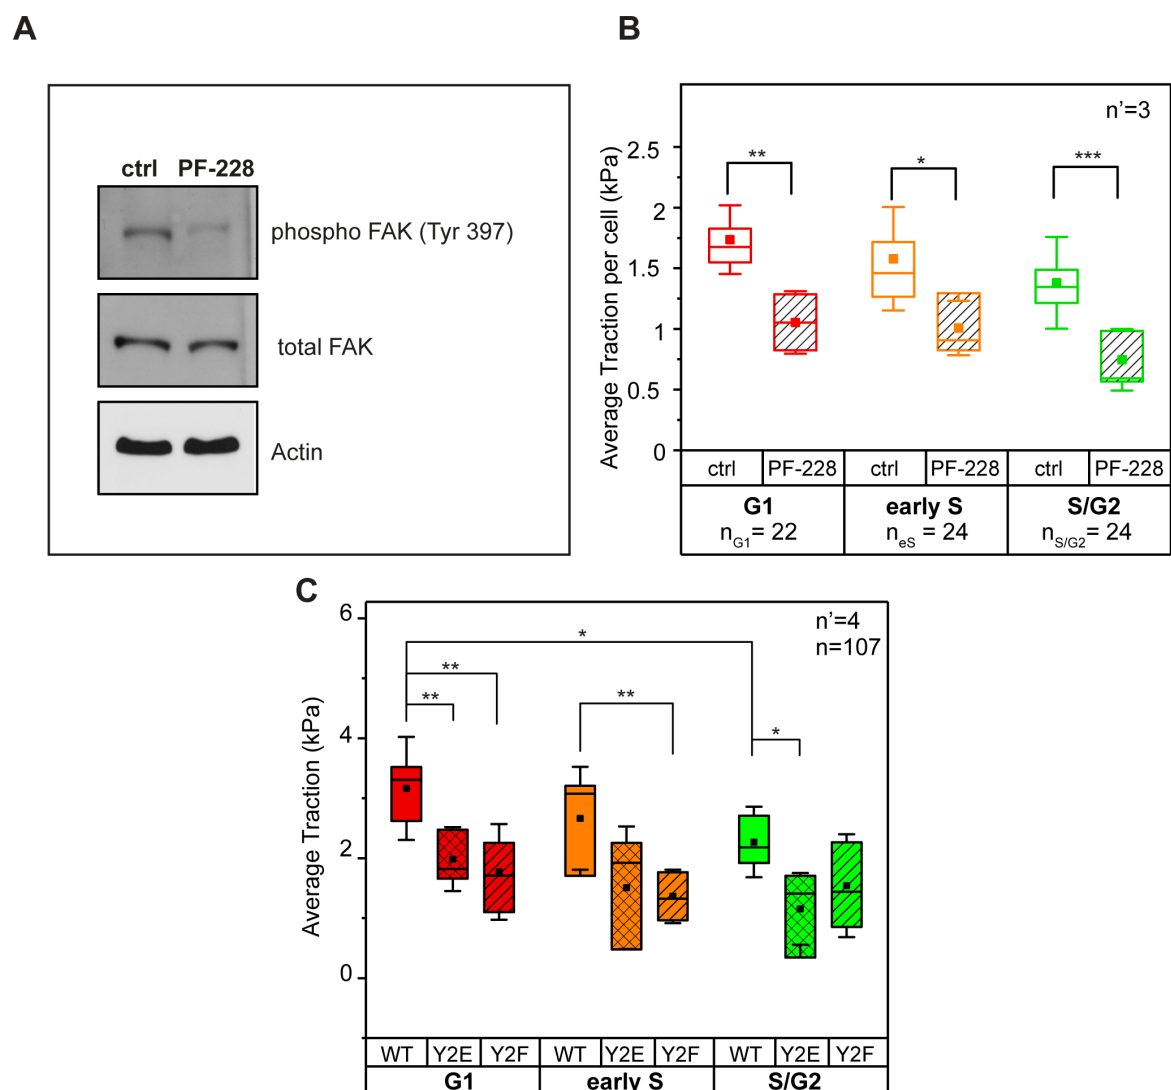 A
ctrl PF-228
phospho FAK (Tyr 397)
total FAK
Actin
B
n’=3
Average Traction per cell (kPa)
2.5
2
1.5
1
0.5
0
** * ***
ctrl PF-228 ctrl PF-228 ctrl PF-228
G1 early S S/G2
nG1= 22 neS = 24 nS/G2= 24
C
n’=4
n=107
Average Traction (kPa)
6
4
2
0
*
**
** ** *
WT Y2E Y2F WT Y2E Y2F WT Y2E Y2F
G1 early S S/G2